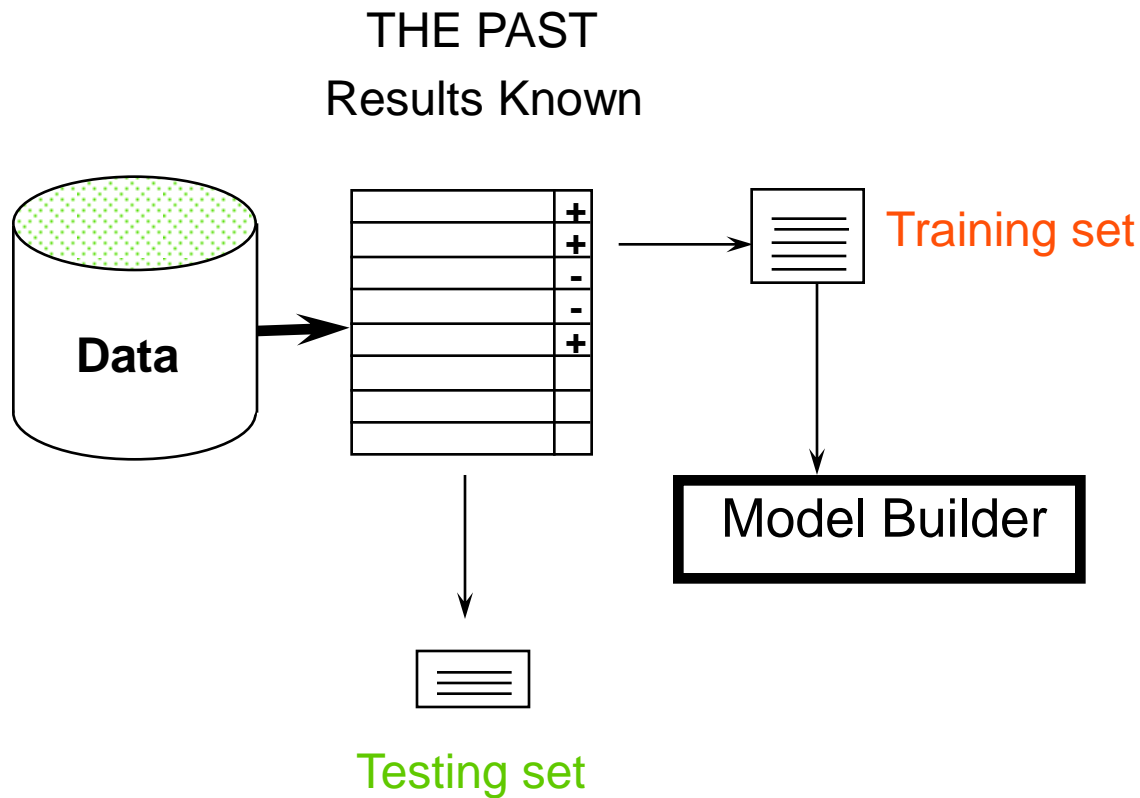 THE PAST
Results Known
+
+
-
-
+
Training set
Data
Model Builder
Testing set